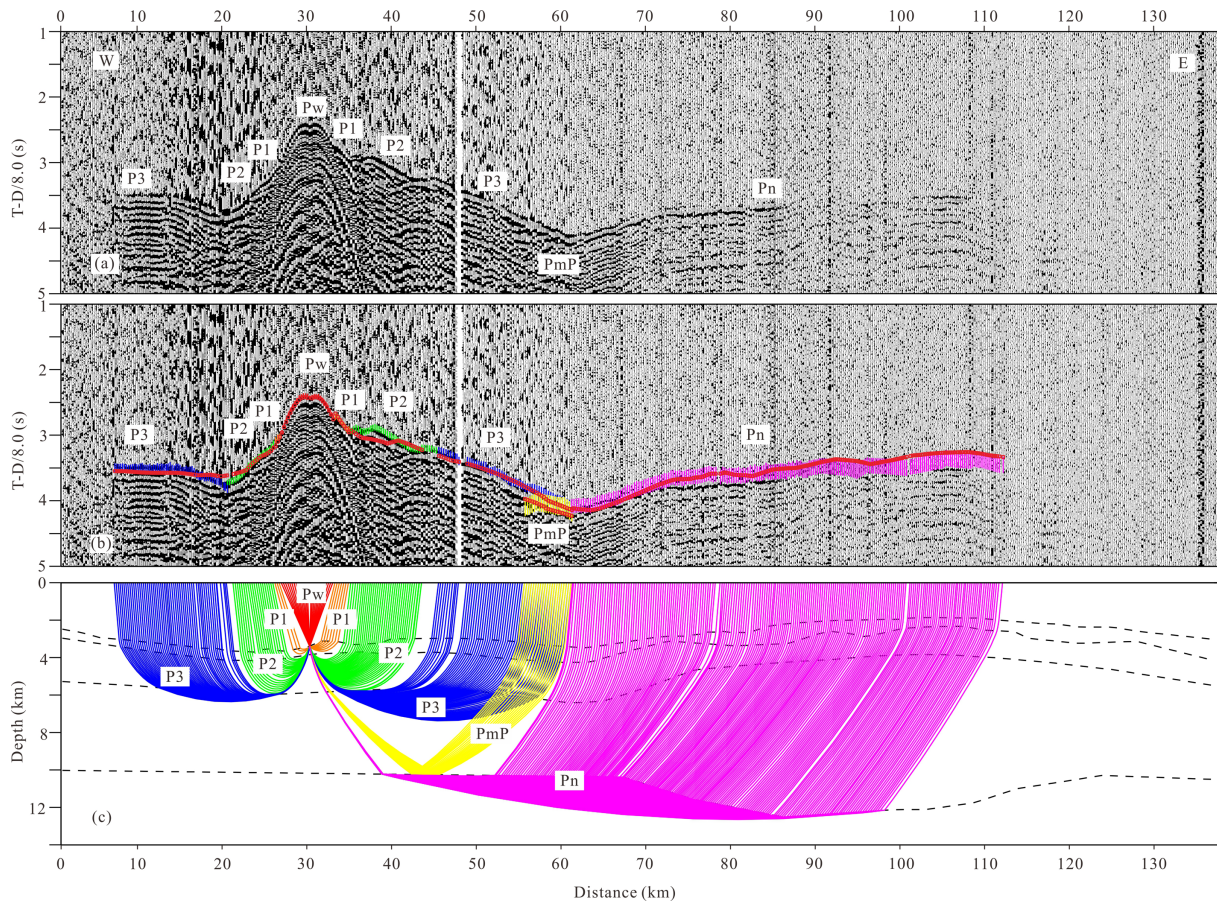 0 10 20 30 40 50 60 70 80 90 100 110 120 130
1
W E
2
Pw
P1
P1
P2
3
P2
P3
P3
Pn
4
PmP
(a)
5
T-D/8.0 (s)
1
2
Pw
P1
P1
P2
3
P2
P3
P3
Pn
4
PmP
(b)
5
T-D/8.0 (s)
0
Pw
P1 P1
4
P2 P2
P3
P3
PmP
8
Pn
12
(c)
Depth (km)
0 10 20 30 40 50 60 70 80 90 100 110 120 130
Distance (km)